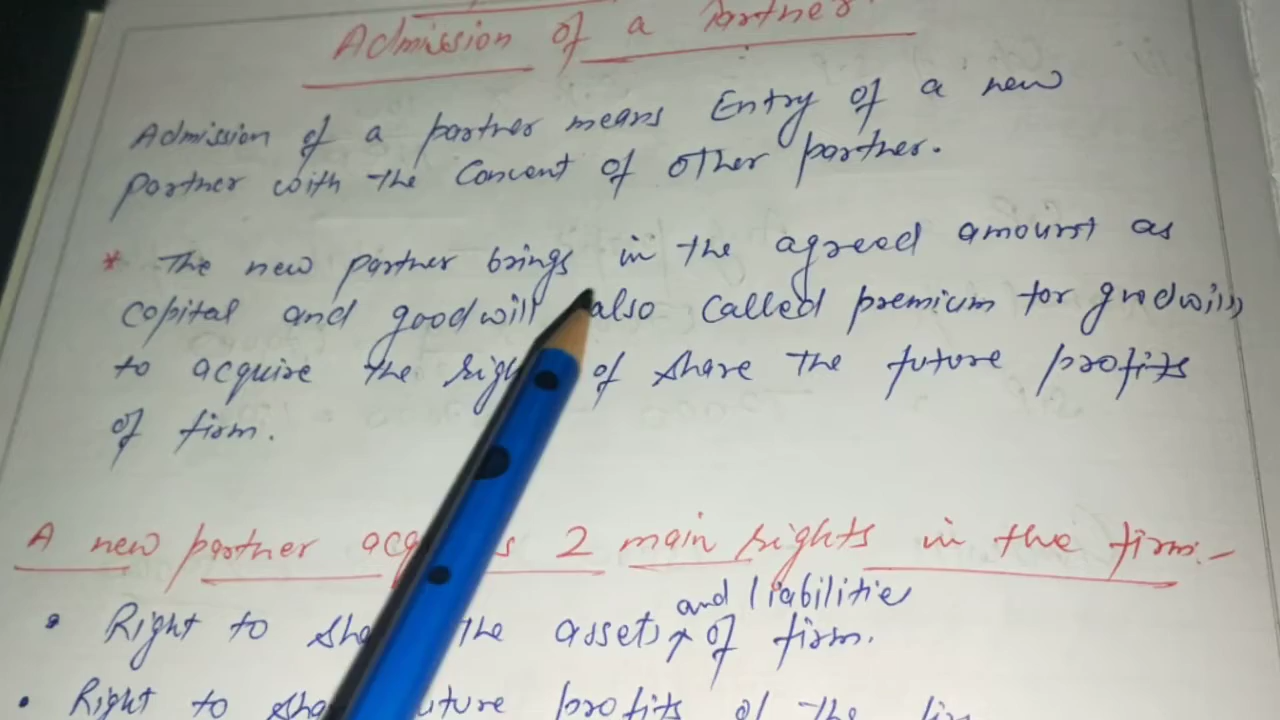 Admission of a Partner
Admission of a partner means Entry of a new
partner with the Concent of other partner.
* The new partner brings in the agreed amount as
capital and goodwill also called premium for goodwill,
to acquire the of share the future profits
of firm.
A new partner 2 main rights in the firm:-
and liabilitie
• Right to the assets of firm.
• Right to profits of the